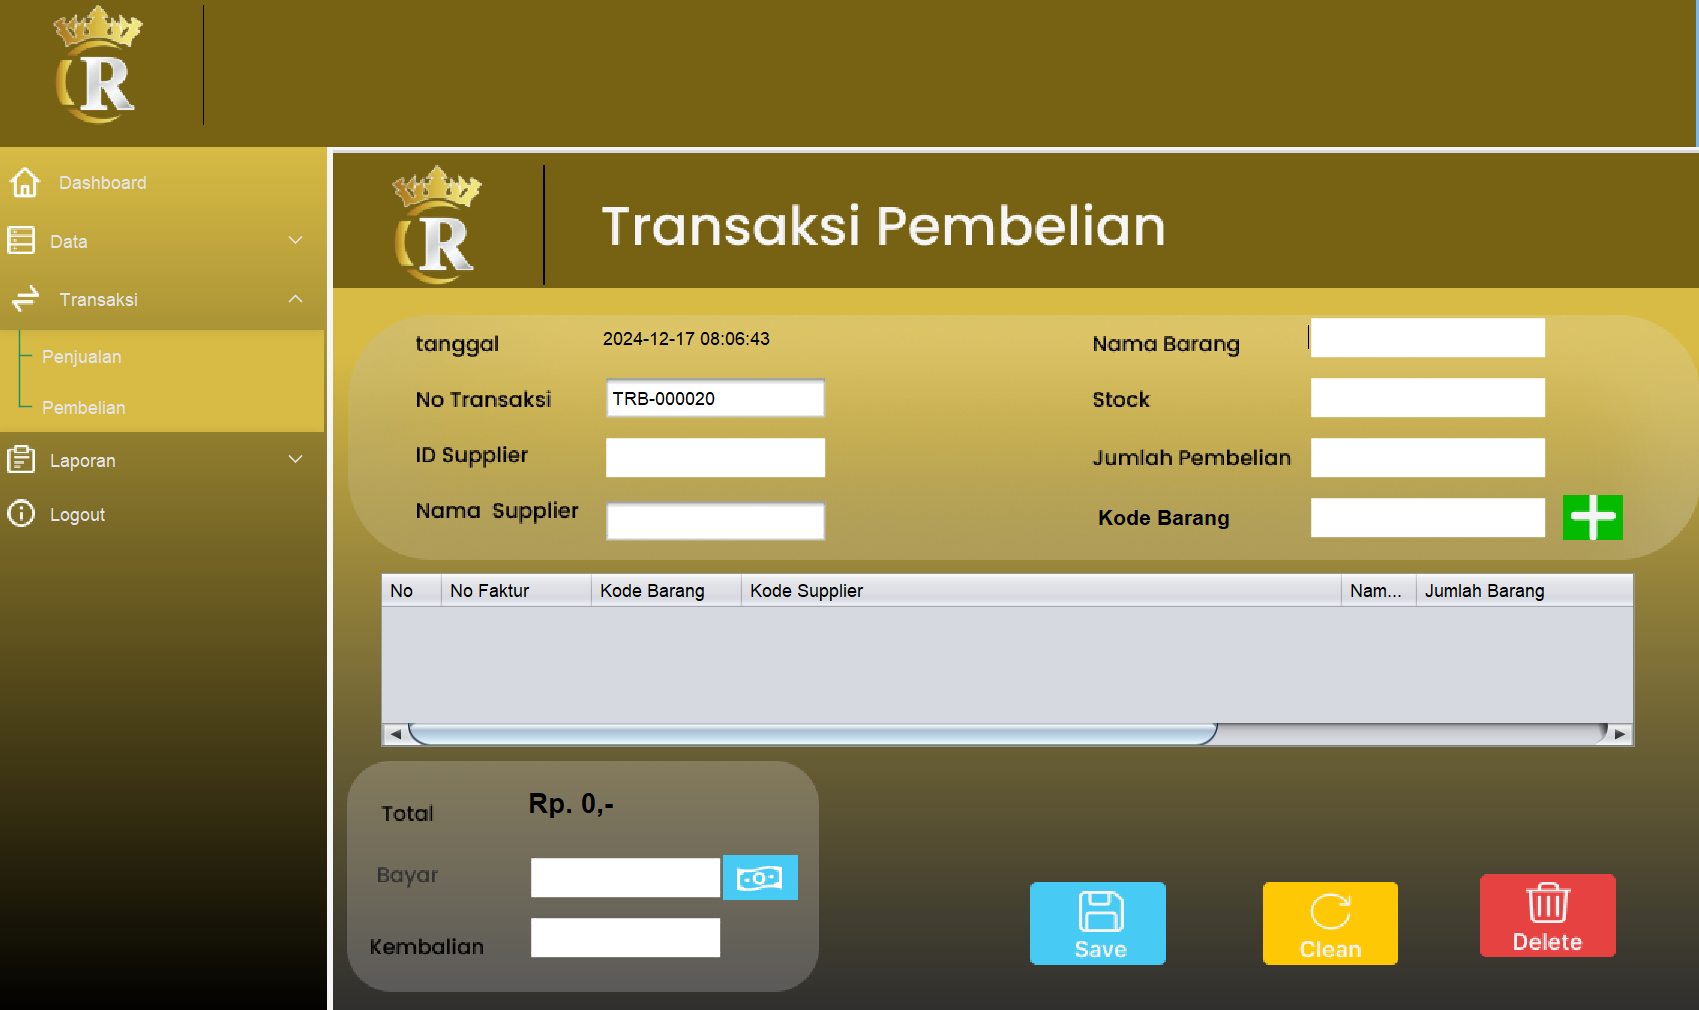 R
Dashboard
Data
Transaksi
Penjualan
Pembelian
Laporan
Logout
R
Transaksi Pembelian
tanggal 2024-12-17 08:06:43
No Transaksi TRB-000020
ID Supplier
Nama Supplier
Nama Barang
Stock
Jumlah Pembelian
Kode Barang
No No Faktur Kode Barang Kode Supplier Nam... Jumlah Barang
Total Rp. 0,-
Bayar
Kembalian
Save
Clean
Delete